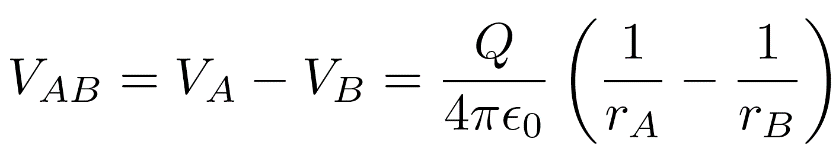 $V_{AB} = V_A - V_B = \frac{Q}{4\pi\epsilon_0} \left( \frac{1}{r_A} - \frac{1}{r_B} \right)$